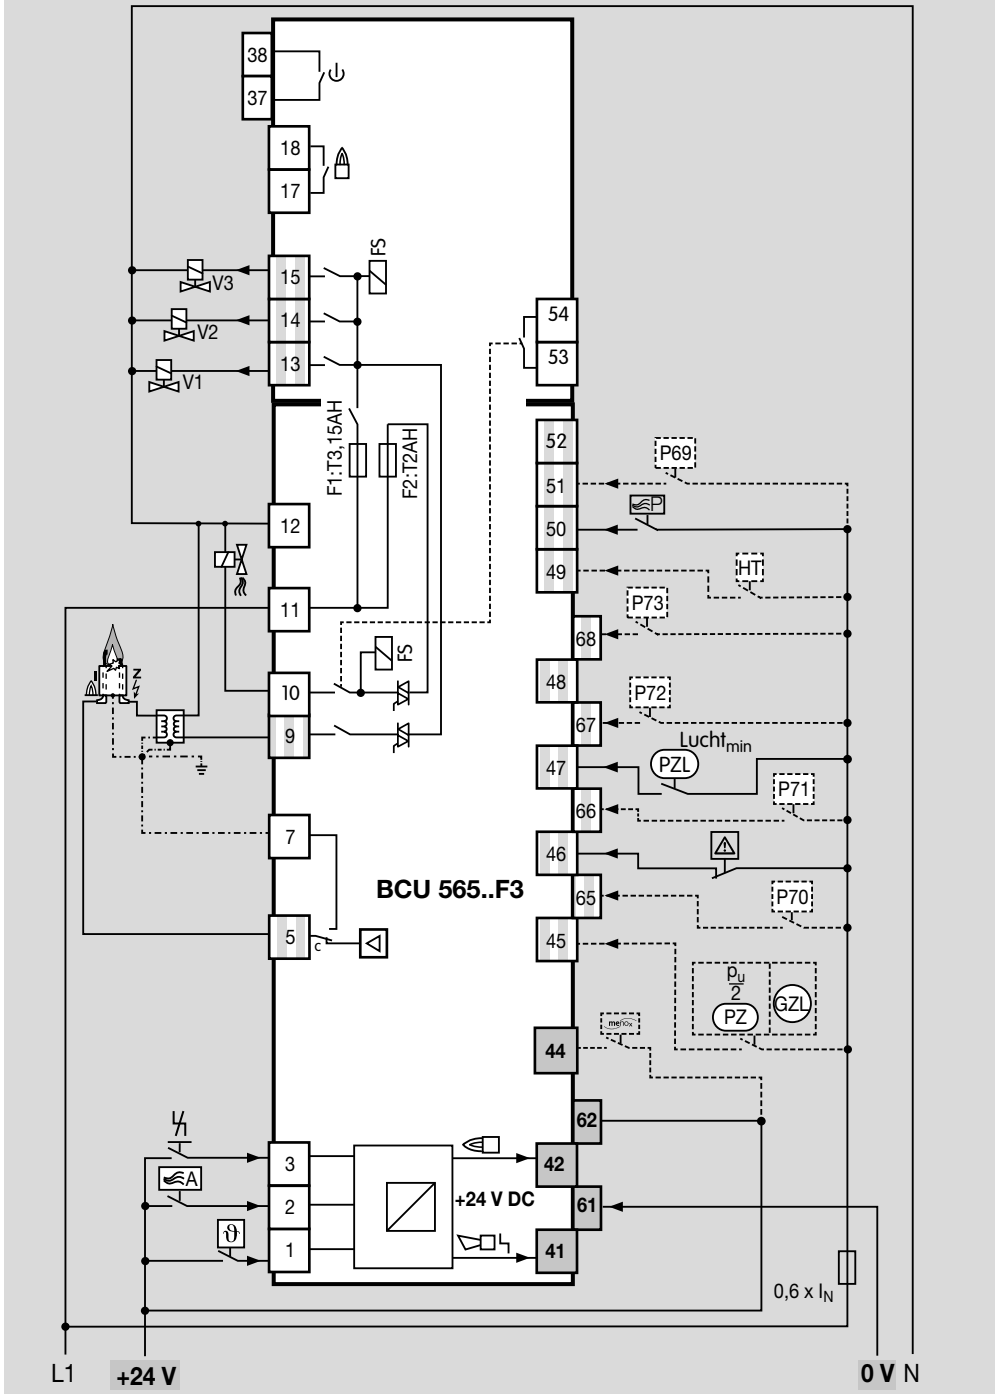 38
37
18
17
FS
15
V3
14
V2
13
V1
54
53
F1:T3,15AH
F2:T2AH
52
P69
51
P
50
12
49
HT
11
P73
68
FS
Z
I
10
48
P72
67
9
Lucht min
47
PZL
P71
66
7
46
BCU 565..F3
P70
65
5
c
45
pu
2
PZ
GZL
menox
44
62
3
42
A
2
+24 V DC
61
ϑ
1
41
0,6 x IN
L1
+24 V
0 V
N